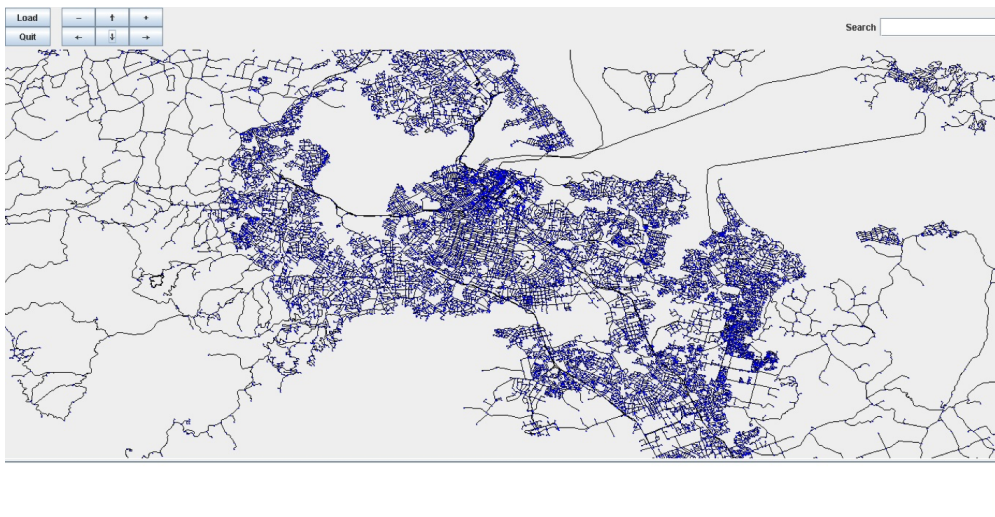 Load - ↑ + Search
Quit ← ↓ →